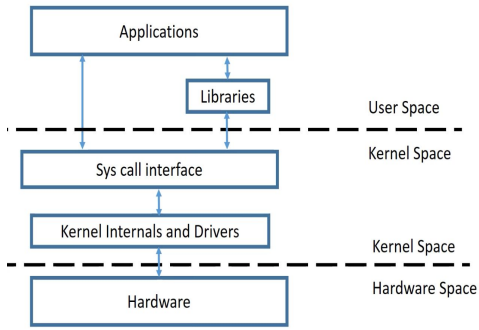 Applications
Libraries
User Space
Kernel Space
Sys call interface
Kernel Internals and Drivers
Kernel Space
Hardware Space
Hardware